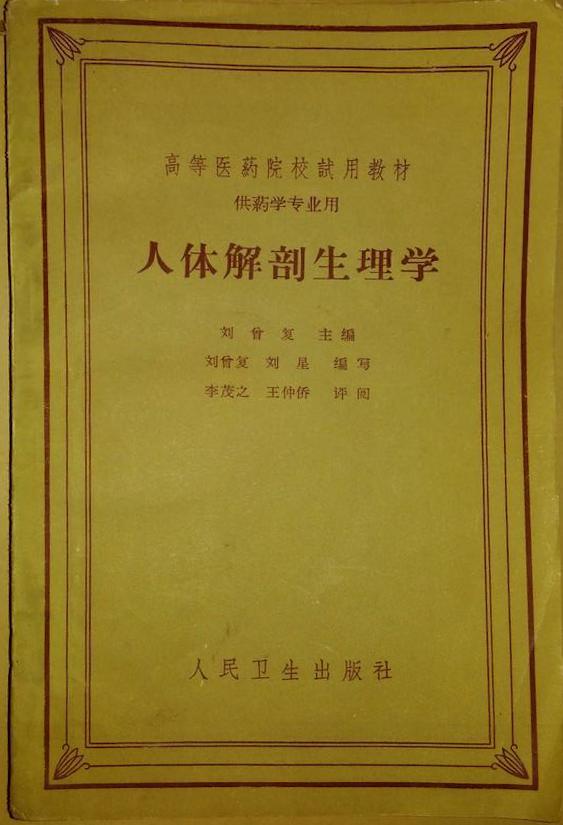 高等医葯院校試用教材
供葯学专业用
人体解剖生理学
刘曾复 主编
刘曾复 刘星 编写
李茂之 王仲侨 评阅
人民卫生出版社